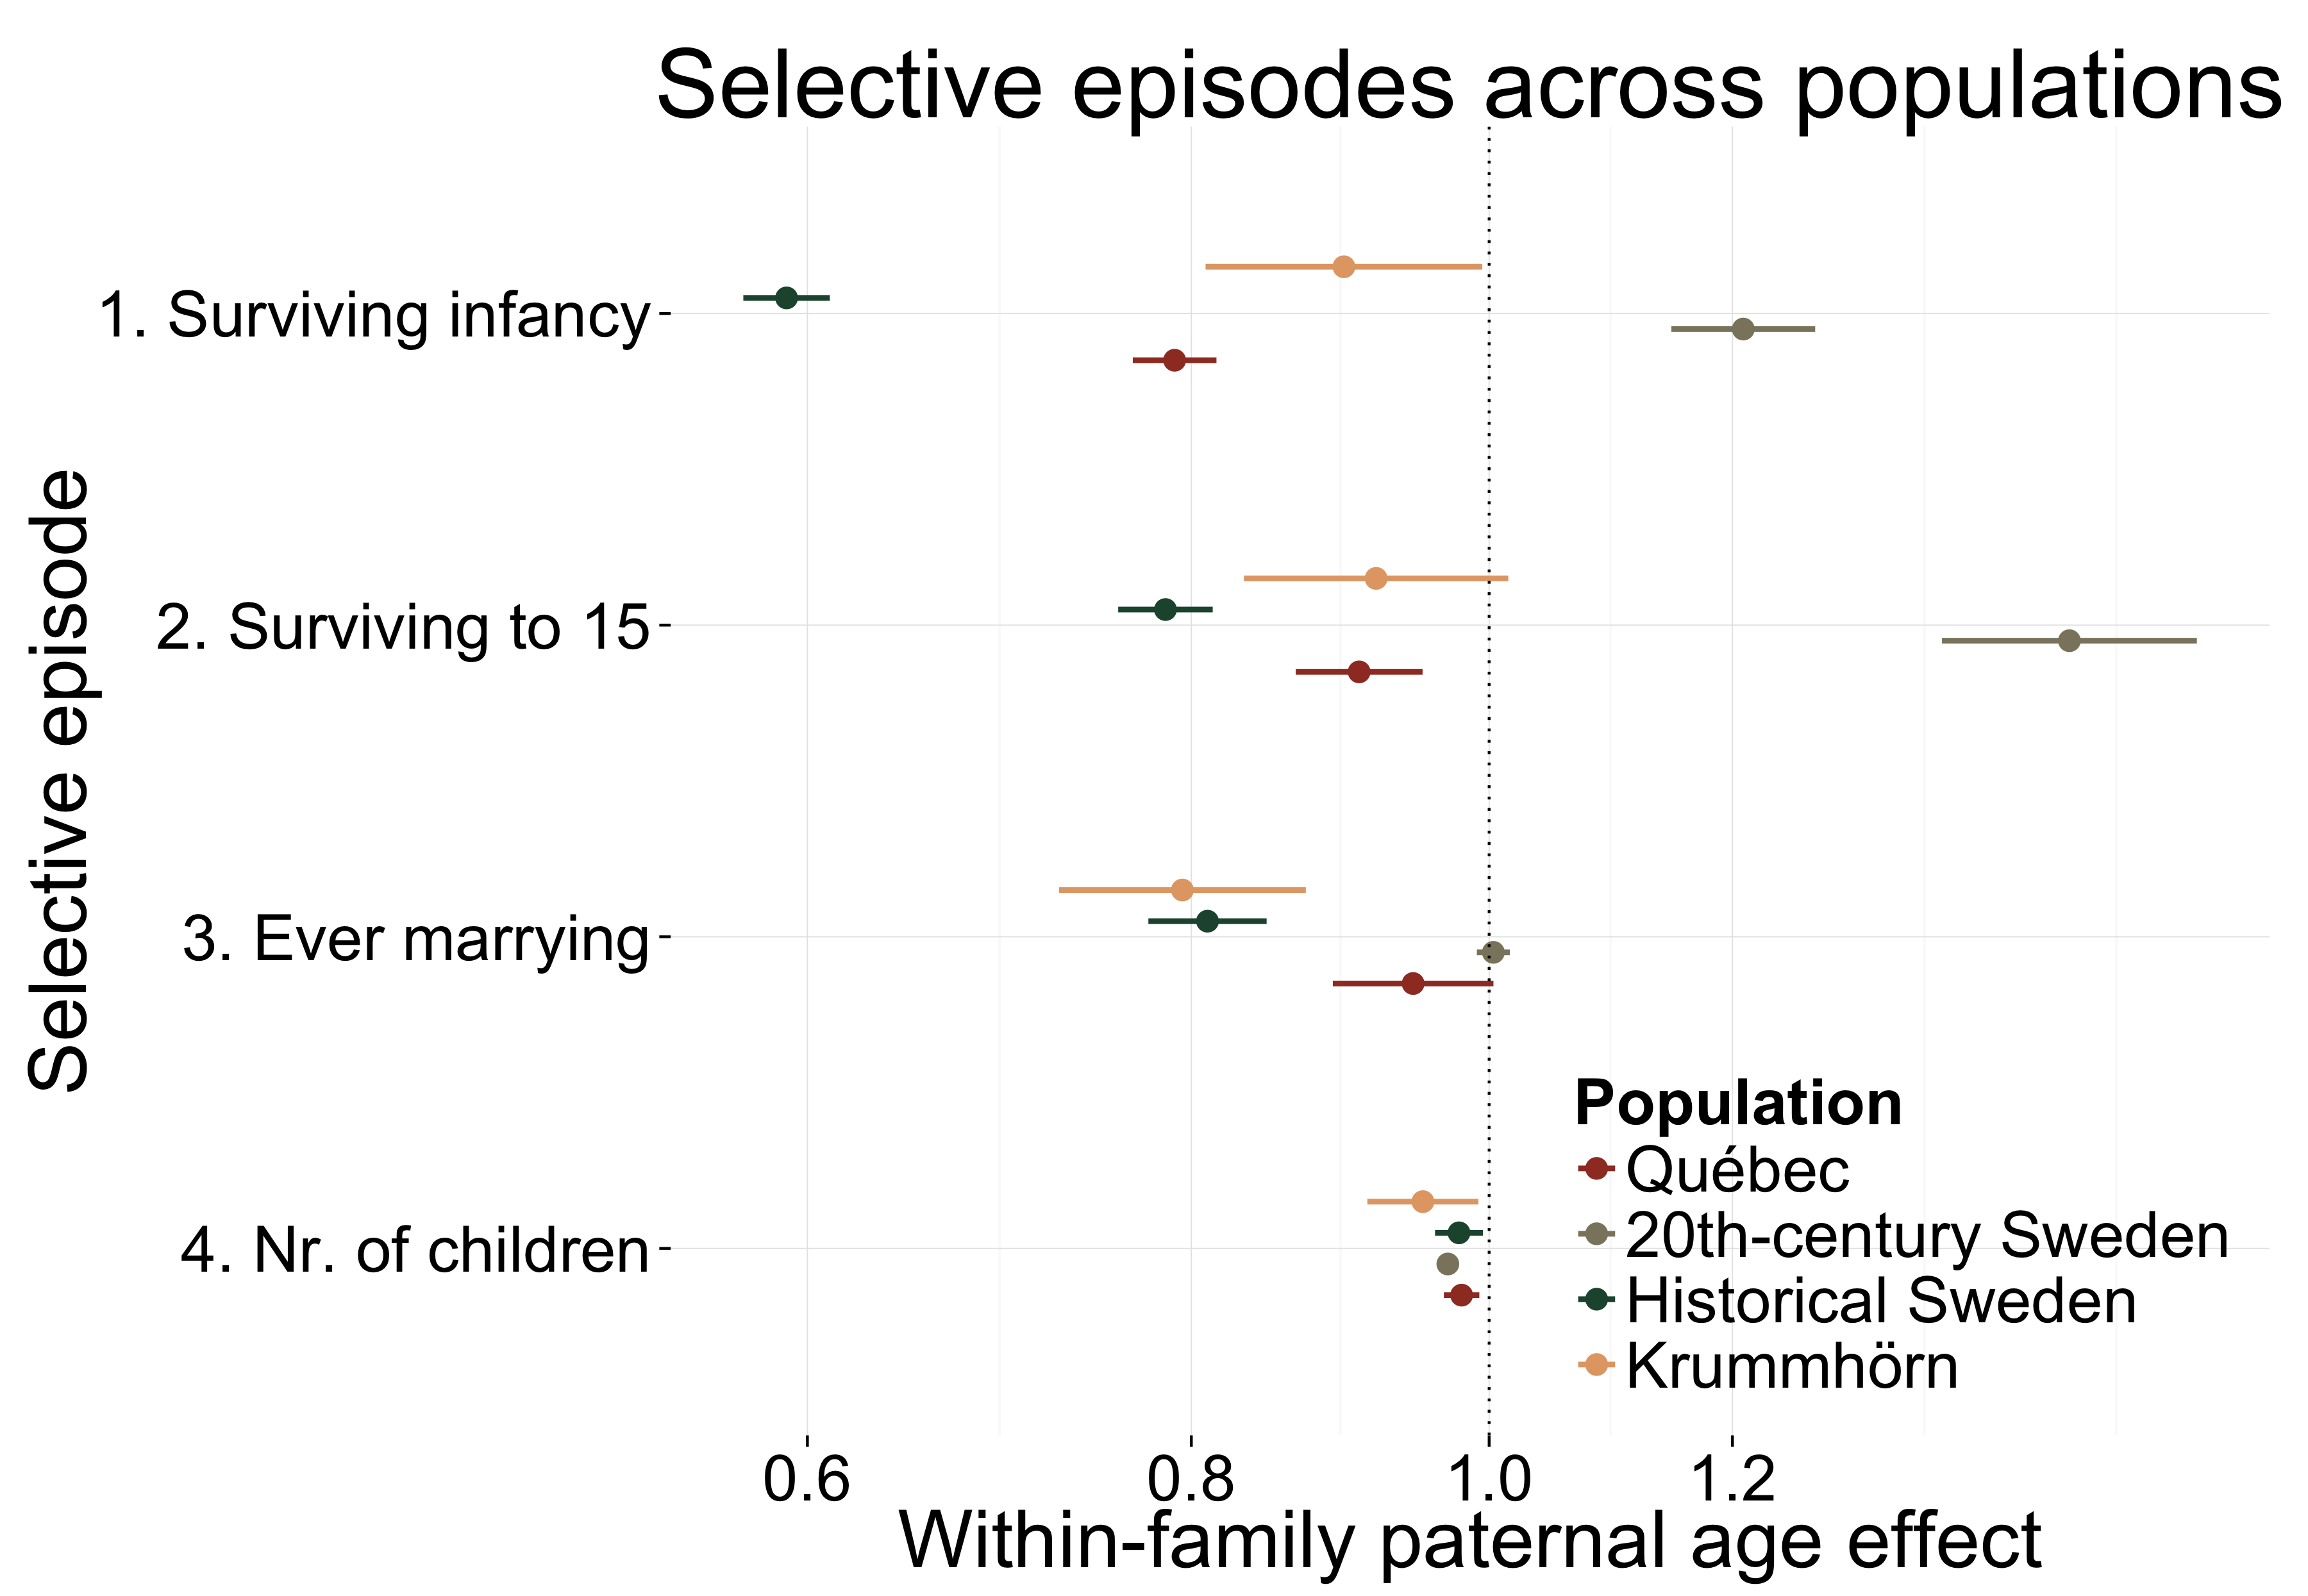 Selective episodes across populations
Selective episode
1. Surviving infancy
2. Surviving to 15
3. Ever marrying
4. Nr. of children
Population
Québec
20th-century Sweden
Historical Sweden
Krummhörn
0.6 0.8 1.0 1.2
Within-family paternal age effect